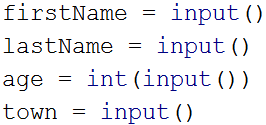 firstName = input()
lastName = input()
age = int(input())
town = input()